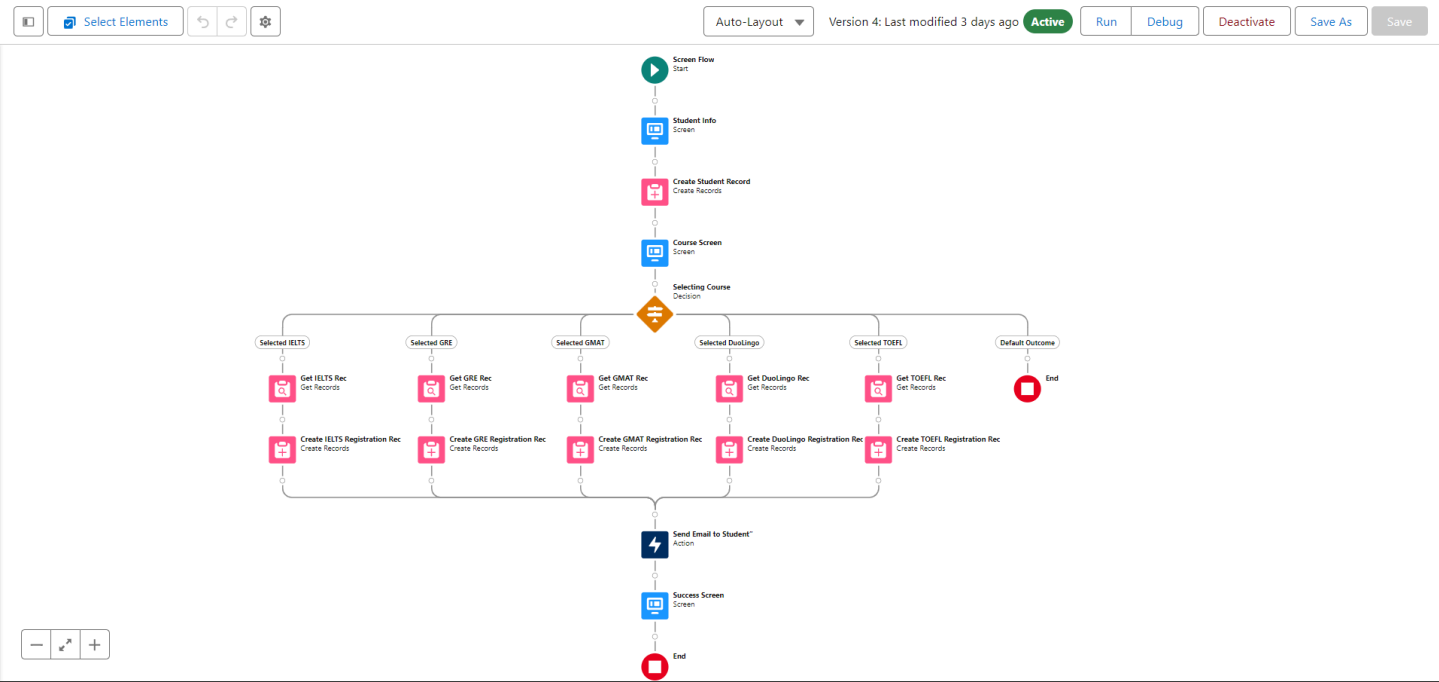 Select Elements
Auto-Layout
Version 4: Last modified 3 days ago
Active
Run
Debug
Deactivate
Save As
Save
Screen Flow
Start
Student Info
Screen
Create Student Record
Create Records
Course Screen
Screen
Selecting Course
Decision
Selected IELTS
Selected GRE
Selected GMAT
Selected DuoLingo
Selected TOEFL
Default Outcome
Get IELTS Rec
Get Records
Get GRE Rec
Get Records
Get GMAT Rec
Get Records
Get DuoLingo Rec
Get Records
Get TOEFL Rec
Get Records
End
Create IELTS Registration Rec
Create Records
Create GRE Registration Rec
Create Records
Create GMAT Registration Rec
Create Records
Create DuoLingo Registration Rec
Create Records
Create TOEFL Registration Rec
Create Records
Send Email to Student"
Action
Success Screen
Screen
End